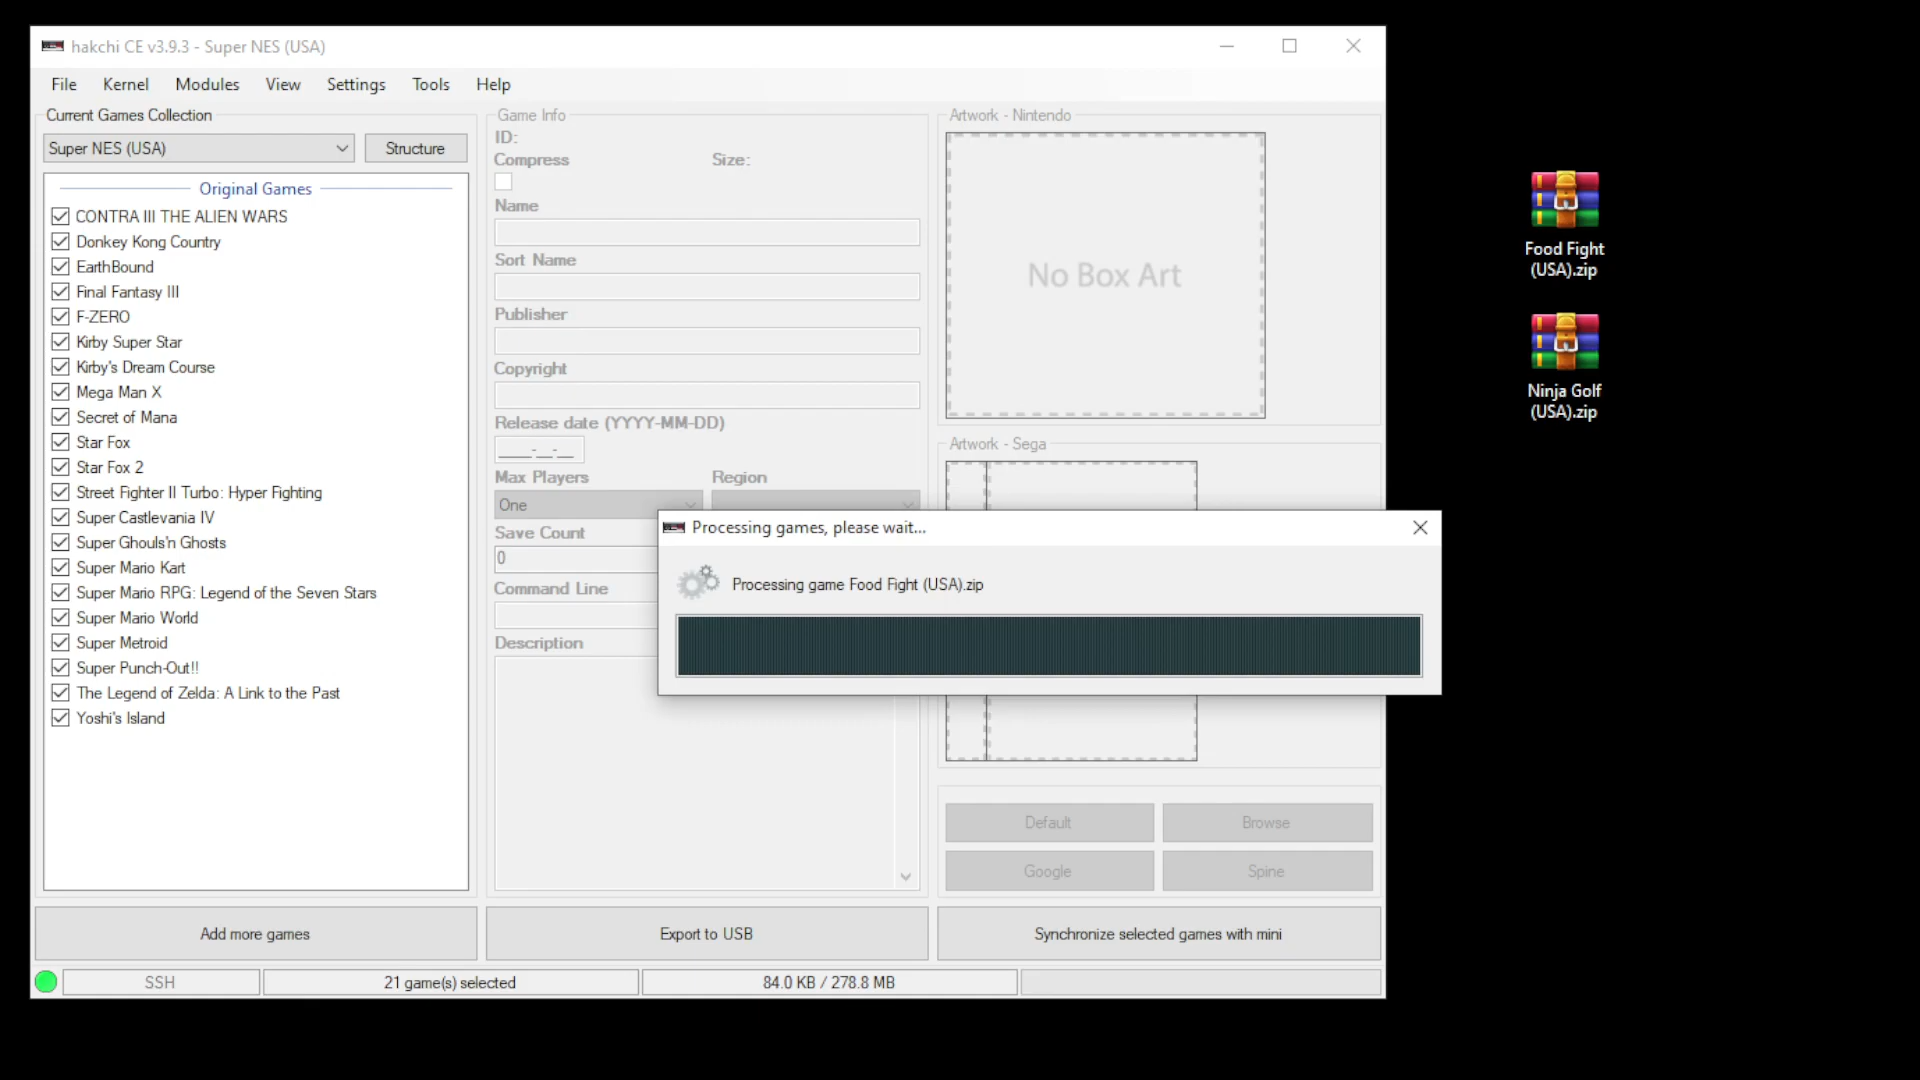 hakchi CE v3.9.3 - Super NES (USA)
File Kernel Modules View Settings Tools Help
Current Games Collection
Super NES (USA)
Structure
Original Games
CONTRA III THE ALIEN WARS
Donkey Kong Country
EarthBound
Final Fantasy III
F-ZERO
Kirby Super Star
Kirby's Dream Course
Mega Man X
Secret of Mana
Star Fox
Star Fox 2
Street Fighter II Turbo: Hyper Fighting
Super Castlevania IV
Super Ghouls'n Ghosts
Super Mario Kart
Super Mario RPG: Legend of the Seven Stars
Super Mario World
Super Metroid
Super Punch-Out!!
The Legend of Zelda: A Link to the Past
Yoshi's Island
Game Info
ID:
Compress
Size:
Name
Sort Name
Publisher
Copyright
Release date (YYYY-MM-DD)
____-__-__
Max Players
Region
One
Save Count
0
Command Line
Description
Artwork - Nintendo
No Box Art
Artwork - Sega
Processing games, please wait...
Processing game Food Fight (USA).zip
Default
Browse
Google
Spine
Add more games
Export to USB
Synchronize selected games with mini
SSH
21 game(s) selected
84.0 KB / 278.8 MB
Food Fight
(USA).zip
Ninja Golf
(USA).zip